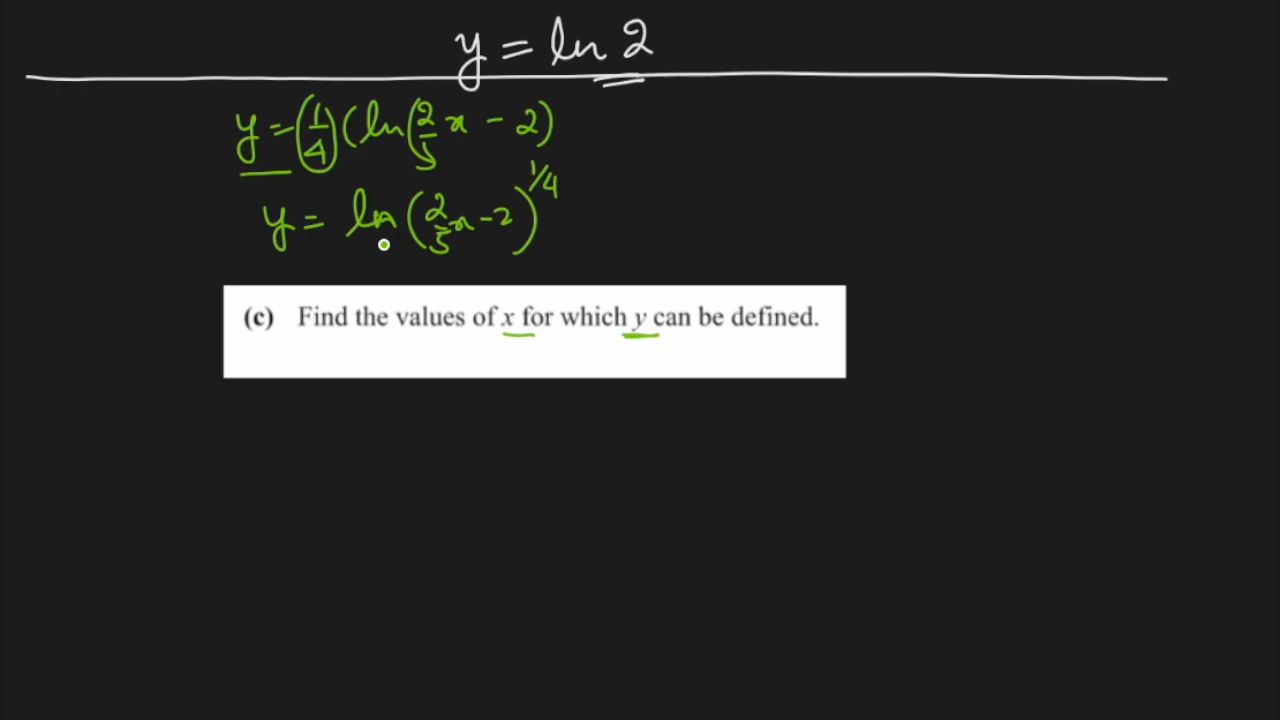 y = ln 2
y = (1/4)(ln(2/5 x - 2)
y = ln (2/5 x - 2)^1/4
(c) Find the values of x for which y can be defined.